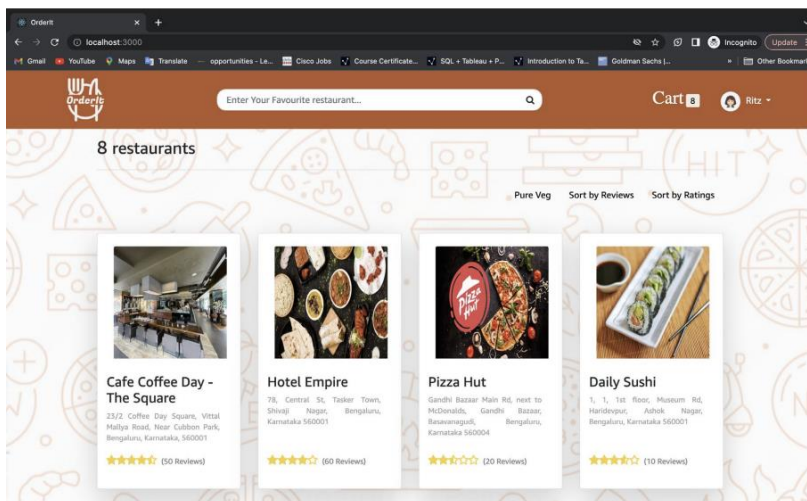 OrderIt
localhost:3000
Incognito
Update
Gmail
YouTube
Maps
Translate
opportunities - Le...
Cisco Jobs
Course Certificate...
SQL + Tableau + P...
Introduction to Ta...
Goldman Sachs |...
Other Bookmar
OrderIt
Enter Your Favourite restaurant...
Cart 8
Ritz
8 restaurants
HIT
Pure Veg
Sort by Reviews
Sort by Ratings
Pizza Hut
Cafe Coffee Day -
The Square
23/2 Coffee Day Square, Vittal
Mallya Road, Near Cubbon Park,
Bengaluru, Karnataka, 560001
(50 Reviews)
Hotel Empire
78, Central St, Tasker Town,
Shivaji Nagar, Bengaluru,
Karnataka 560001
(60 Reviews)
Pizza Hut
Gandhi Bazaar Main Rd, next to
McDonalds, Gandhi Bazaar,
Basavanagudi, Bengaluru,
Karnataka 560004
(20 Reviews)
Daily Sushi
1, 1, 1st floor, Museum Rd,
Haridevpur, Ashok Nagar,
Bengaluru, Karnataka 560001
(10 Reviews)